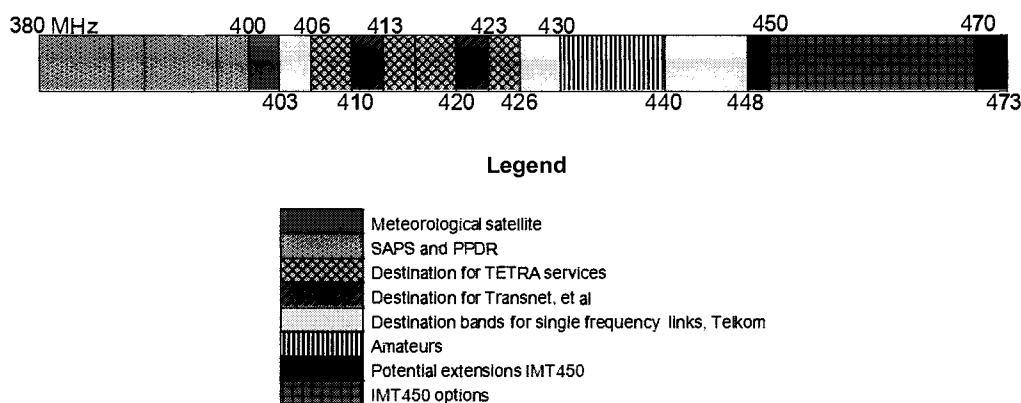 380 MHz 400 406 413 423 430 450 470
403 410 420 426 440 448 473
Legend
Meteorological satellite
SAPS and PPDR
Destination for TETRA services
Destination for Transnet, et al
Destination bands for single frequency links, Telkom
Amateurs
Potential extensions IMT450
IMT450 options